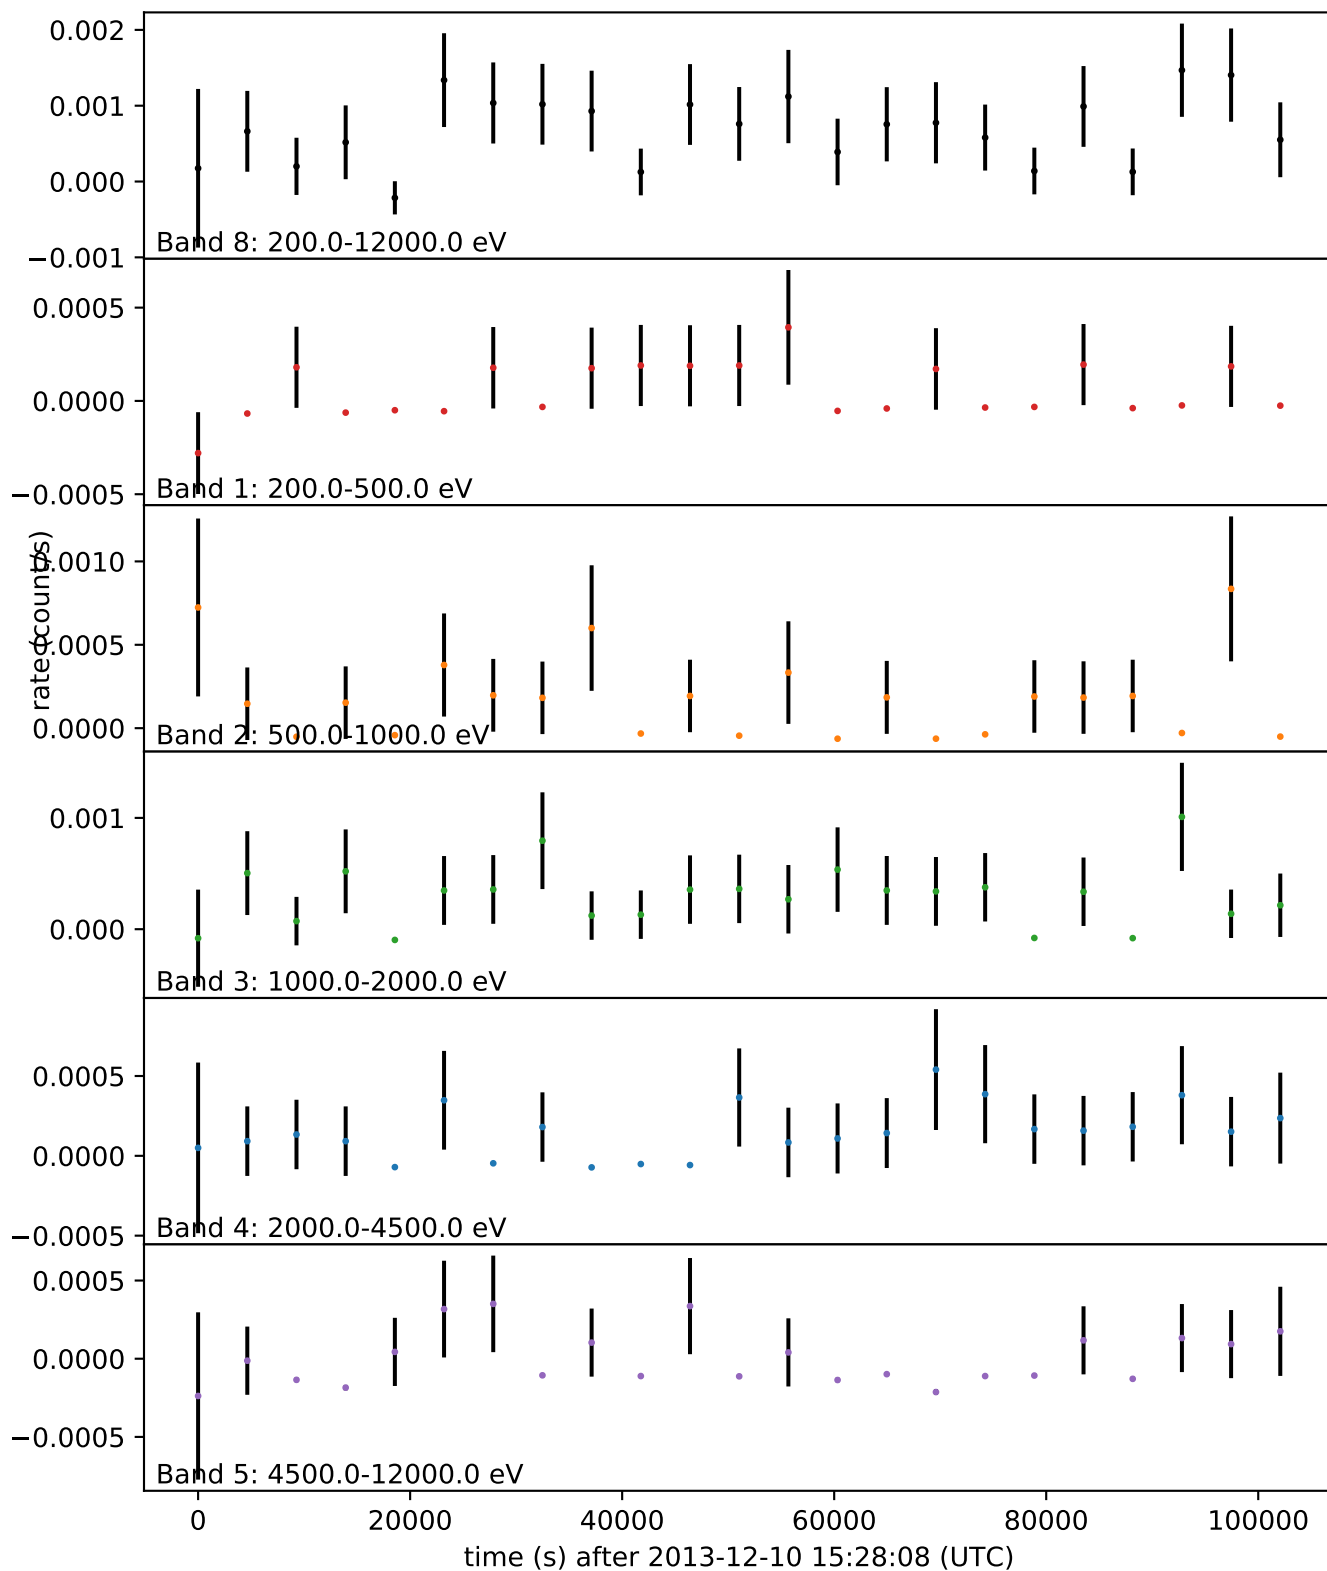 0.002
0.001
0.000
−0.001
Band 8: 200.0-12000.0 eV
0.0005
0.0000
−0.0005
Band 1: 200.0-500.0 eV
rate (count/s)
0.0010
0.0005
0.0000
Band 2: 500.0-1000.0 eV
0.001
0.000
Band 3: 1000.0-2000.0 eV
0.0005
0.0000
−0.0005
Band 4: 2000.0-4500.0 eV
0.0005
0.0000
−0.0005
Band 5: 4500.0-12000.0 eV
0 20000 40000 60000 80000 100000
time (s) after 2013-12-10 15:28:08 (UTC)